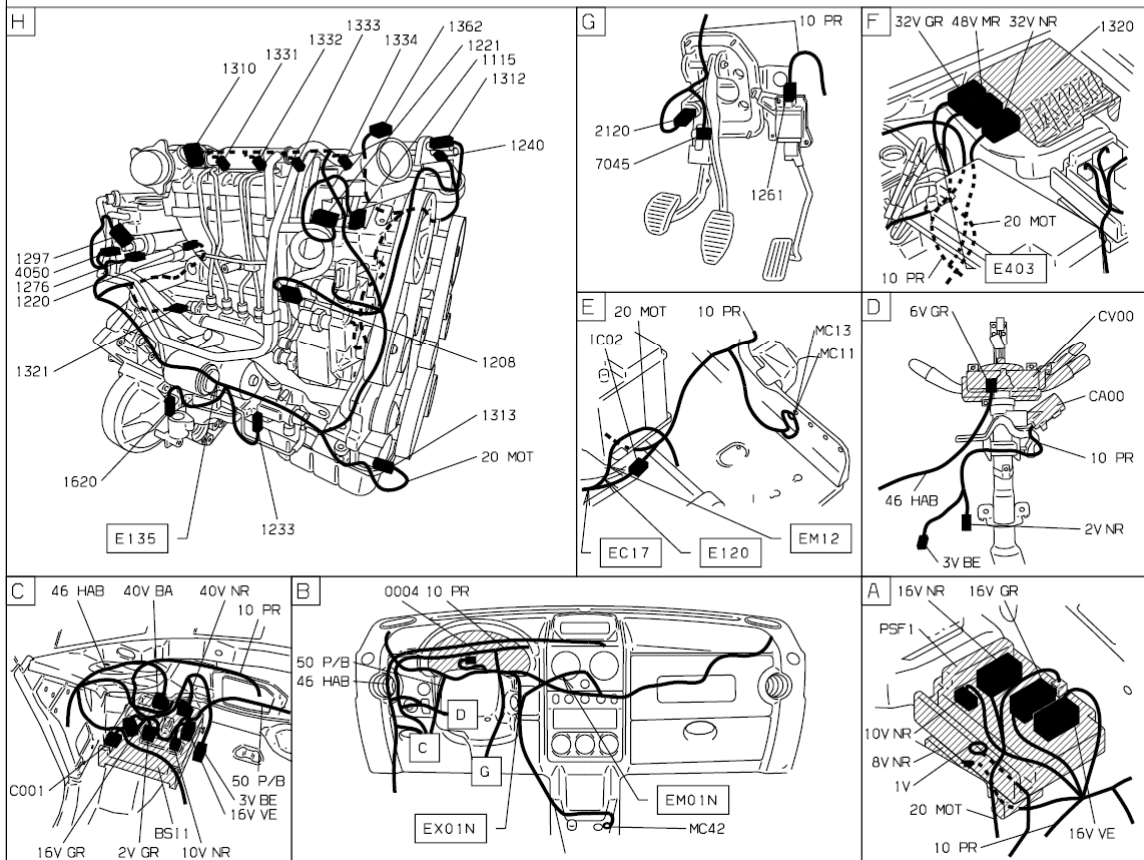 H
1310
1331
1332
1333
1334
1362
1221
1115
1312
1240
1297
4050
1276
1220
1321
1208
1313
20 MOT
1620
1233
E135
G
10 PR
2120
7045
1261
F
32V GR 48V MR 32V NR
1320
20 MOT
10 PR
E403
E
20 MOT
10 PR
IC02
MC13
MC11
EC17
E120
EM12
D
6V GR
CV00
CA00
10 PR
46 HAB
2V NR
3V BE
C
46 HAB 40V BA 40V NR
10 PR
C001
50 P/B
3V BE
16V VE
BSI1
16V GR 2V GR 10V NR
B
0004 10 PR
50 P/B
46 HAB
D
C
G
EM01N
EX01N
MC42
A
16V NR 16V GR
PSF1
10V NR
8V NR
1V
20 MOT
10 PR
16V VE